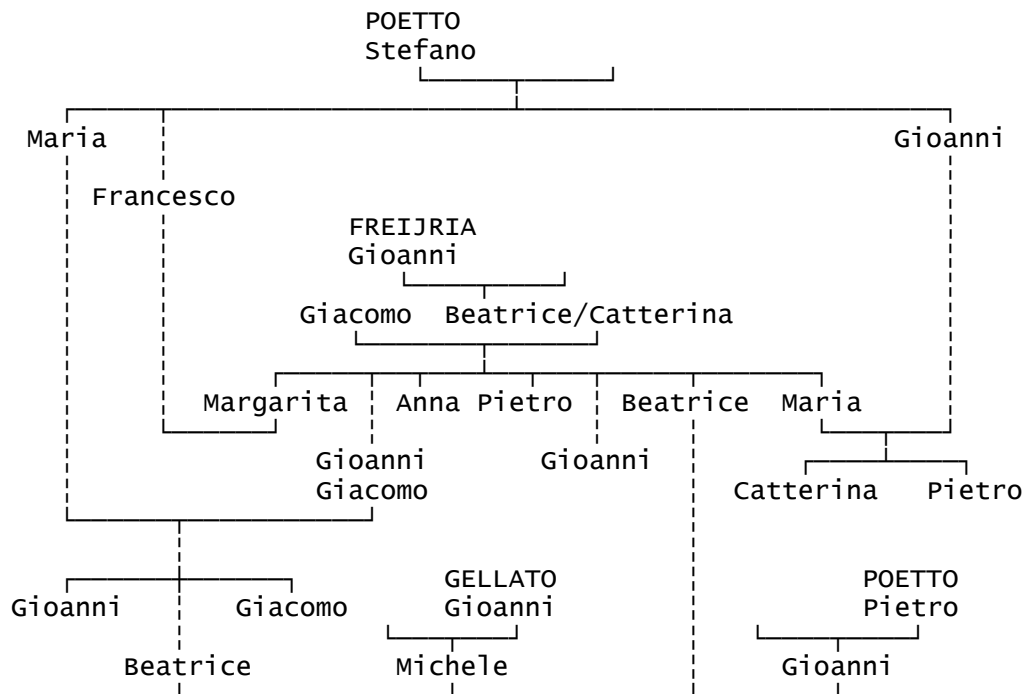 POETTO
Stefano
Maria Gioanni
Francesco
FREIJRIA
Gioanni
Giacomo Beatrice/Catterina
Margarita Anna Pietro Beatrice Maria
Gioanni Gioanni
Giacomo Catterina Pietro
GELLATO POETTO
Gioanni Giacomo Gioanni Pietro
Beatrice Michele Gioanni